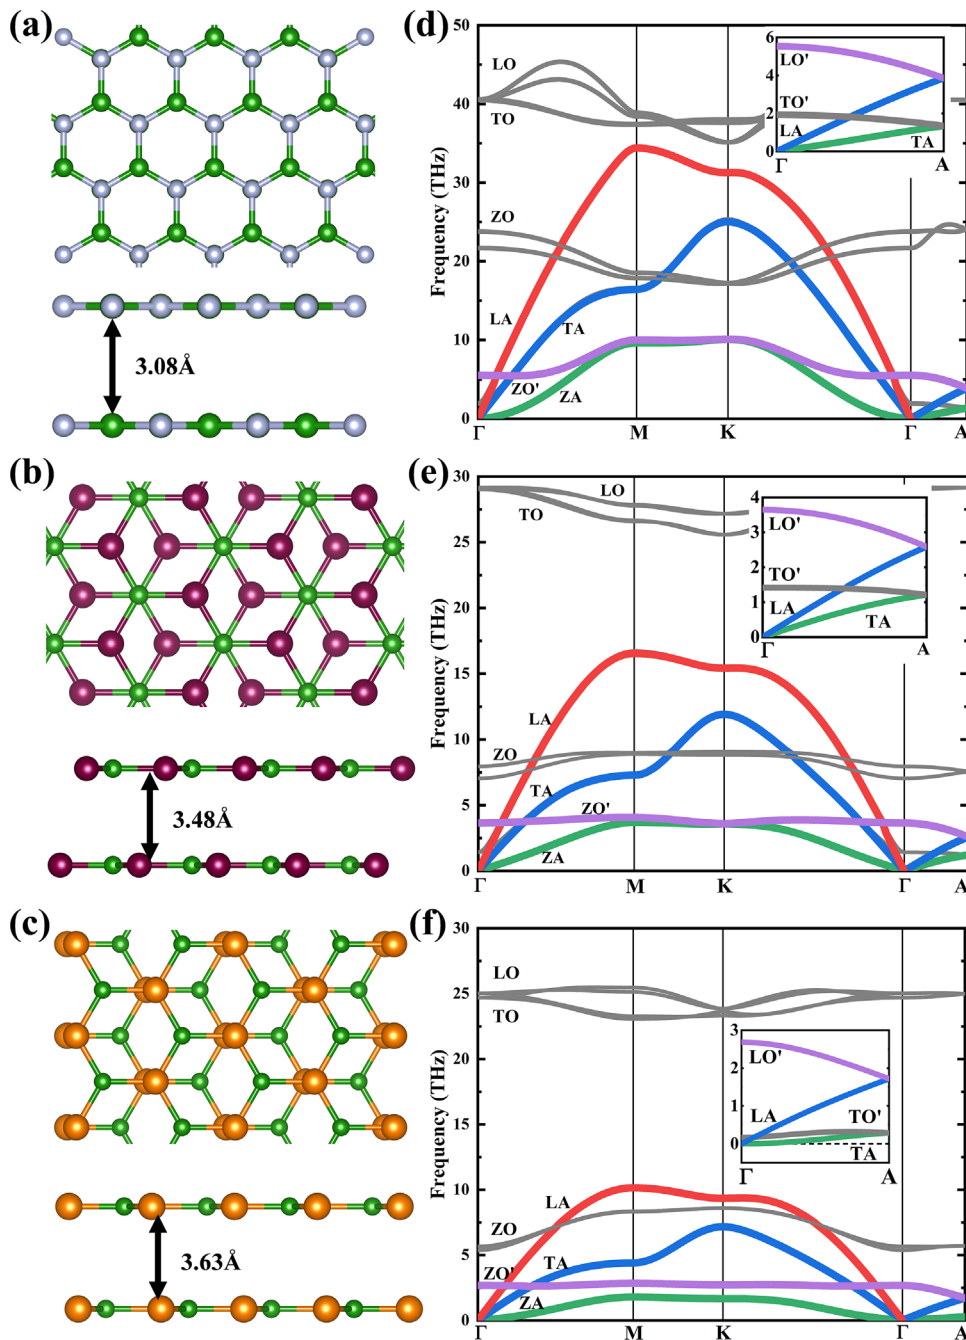 (a)
3.08Å
(b)
3.48Å
(c)
3.63Å
(d)
Frequency (THz)
50
40
30
20
10
0
LO
TO
ZO
LA
TA
ZO'
ZA
Γ
M
K
Γ
A
6
4
2
0
LO'
TO'
LA
TA
Γ
A
(e)
Frequency (THz)
30
25
20
15
10
5
0
LO
TO
LA
ZO
TA
ZO'
ZA
Γ
M
K
Γ
A
4
3
2
1
0
LO'
TO'
LA
TA
Γ
A
(f)
Frequency (THz)
30
25
20
15
10
5
0
LO
TO
LA
ZO
TA
ZO'
ZA
Γ
M
K
Γ
A
3
2
1
0
LO'
LA
TO'
TA
Γ
A